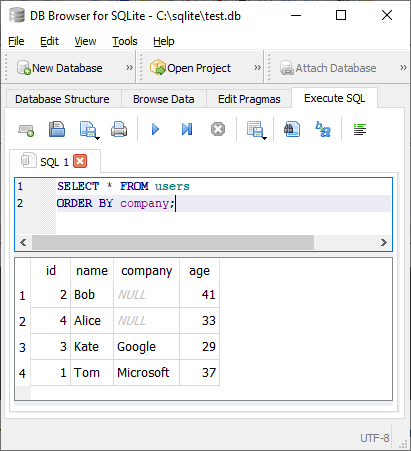 DB Browser for SQLite - C:\sqlite\test.db
File Edit View Tools Help
New Database » Open Project » Attach Database »
Database Structure Browse Data Edit Pragmas Execute SQL
SQL 1
1 SELECT * FROM users
2 ORDER BY company;
id name company age
1 2 Bob NULL 41
2 4 Alice NULL 33
3 3 Kate Google 29
4 1 Tom Microsoft 37
UTF-8